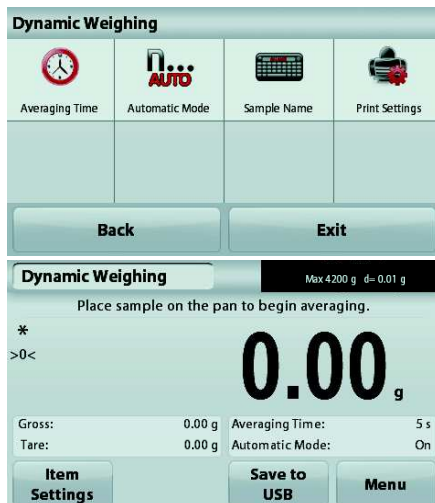 Dynamic Weighing
n...
AUTO
Averaging Time Automatic Mode Sample Name Print Settings
Back Exit
Dynamic Weighing Max 4200 g d= 0.01 g
Place sample on the pan to begin averaging.
*
>0< 0.00 g
Gross: 0.00 g Averaging Time: 5 s
Tare: 0.00 g Automatic Mode: On
Item Settings Save to USB Menu